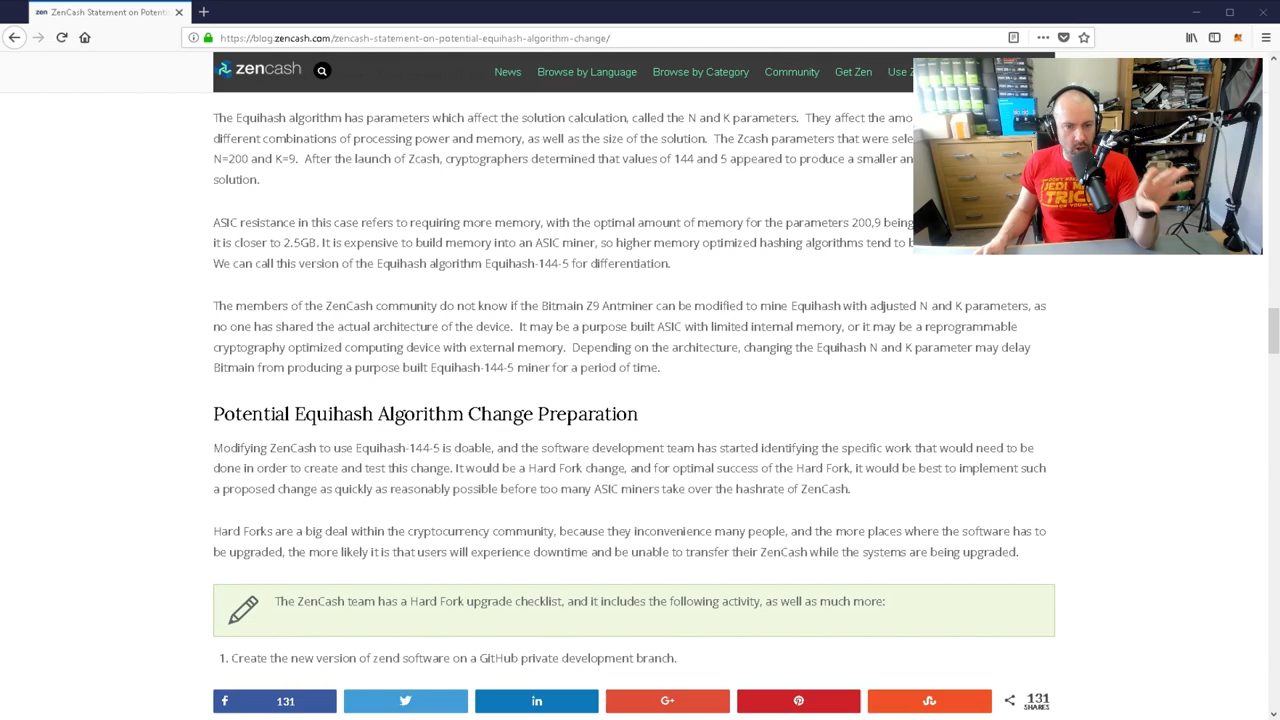 zen ZenCash Statement on Potenti
https://blog.zencash.com/zencash-statement-on-potential-equihash-algorithm-change/
zencash
News Browse by Language Browse by Category Community Get Zen Use
The Equihash algorithm has parameters which affect the solution calculation, called the N and K parameters. They affect the
different combinations of processing power and memory, as well as the size of the solution. The Zcash parameters that were
N=200 and K=9. After the launch of Zcash, cryptographers determined that values of 144 and 5 appeared to produce a smaller
solution.
ASIC resistance in this case refers to requiring more memory, with the optimal amount of memory for the parameters 200,9 being
it is closer to 2.5GB. It is expensive to build memory into an ASIC miner, so higher memory optimized hashing algorithms tend to
We can call this version of the Equihash algorithm Equihash-144-5 for differentiation.
The members of the ZenCash community do not know if the Bitmain Z9 Antminer can be modified to mine Equihash with adjusted N and K parameters, as
no one has shared the actual architecture of the device. It may be a purpose built ASIC with limited internal memory, or it may be a reprogrammable
cryptography optimized computing device with external memory. Depending on the architecture, changing the Equihash N and K parameter may delay
Bitmain from producing a purpose built Equihash-144-5 miner for a period of time.
Potential Equihash Algorithm Change Preparation
Modifying ZenCash to use Equihash-144-5 is doable, and the software development team has started identifying the specific work that would need to be
done in order to create and test this change. It would be a Hard Fork change, and for optimal success of the Hard Fork, it would be best to implement such
a proposed change as quickly as reasonably possible before too many ASIC miners take over the hashrate of ZenCash.
Hard Forks are a big deal within the cryptocurrency community, because they inconvenience many people, and the more places where the software has to
be upgraded, the more likely it is that users will experience downtime and be unable to transfer their ZenCash while the systems are being upgraded.
The ZenCash team has a Hard Fork upgrade checklist, and it includes the following activity, as well as much more:
1. Create the new version of zend software on a GitHub private development branch.
131
131
SHARES
JEDI
TRIC